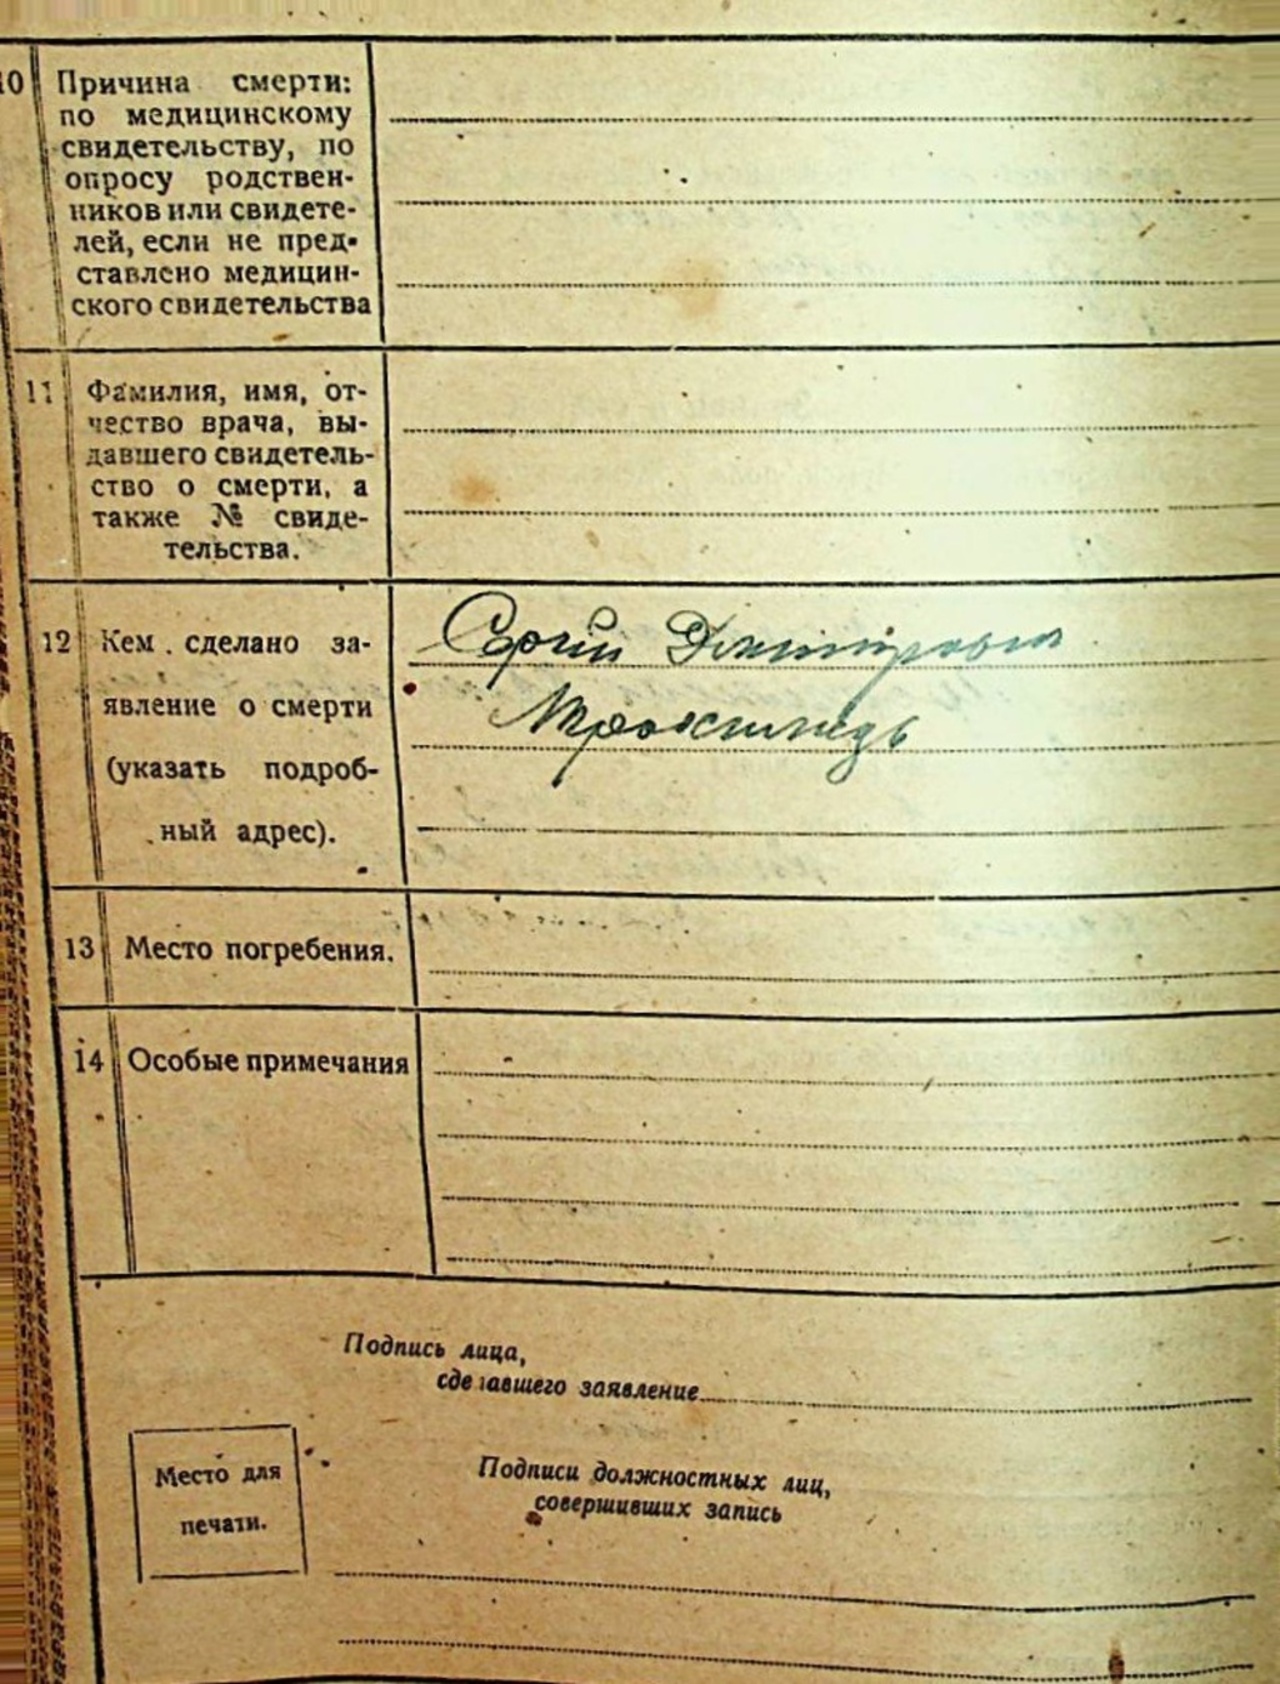 10 Причина смерти:
по медицинскому
свидетельству, по
опросу родствен-
ников или свидете-
лей, если не пред-
ставлено медицин-
ского свидетельства
11 Фамилия, имя, от-
чество врача, вы-
давшего свидетель-
ство о смерти, а
также № свиде-
тельства.
12 Кем сделано за-
явление о смерти
(указать подроб-
ный адрес).
Сергий
13 Место погребения.
14 Особые примечания
Подпись лица,
сделавшего заявление
Место для
печати.
Подписи должностных лиц,
совершивших запись